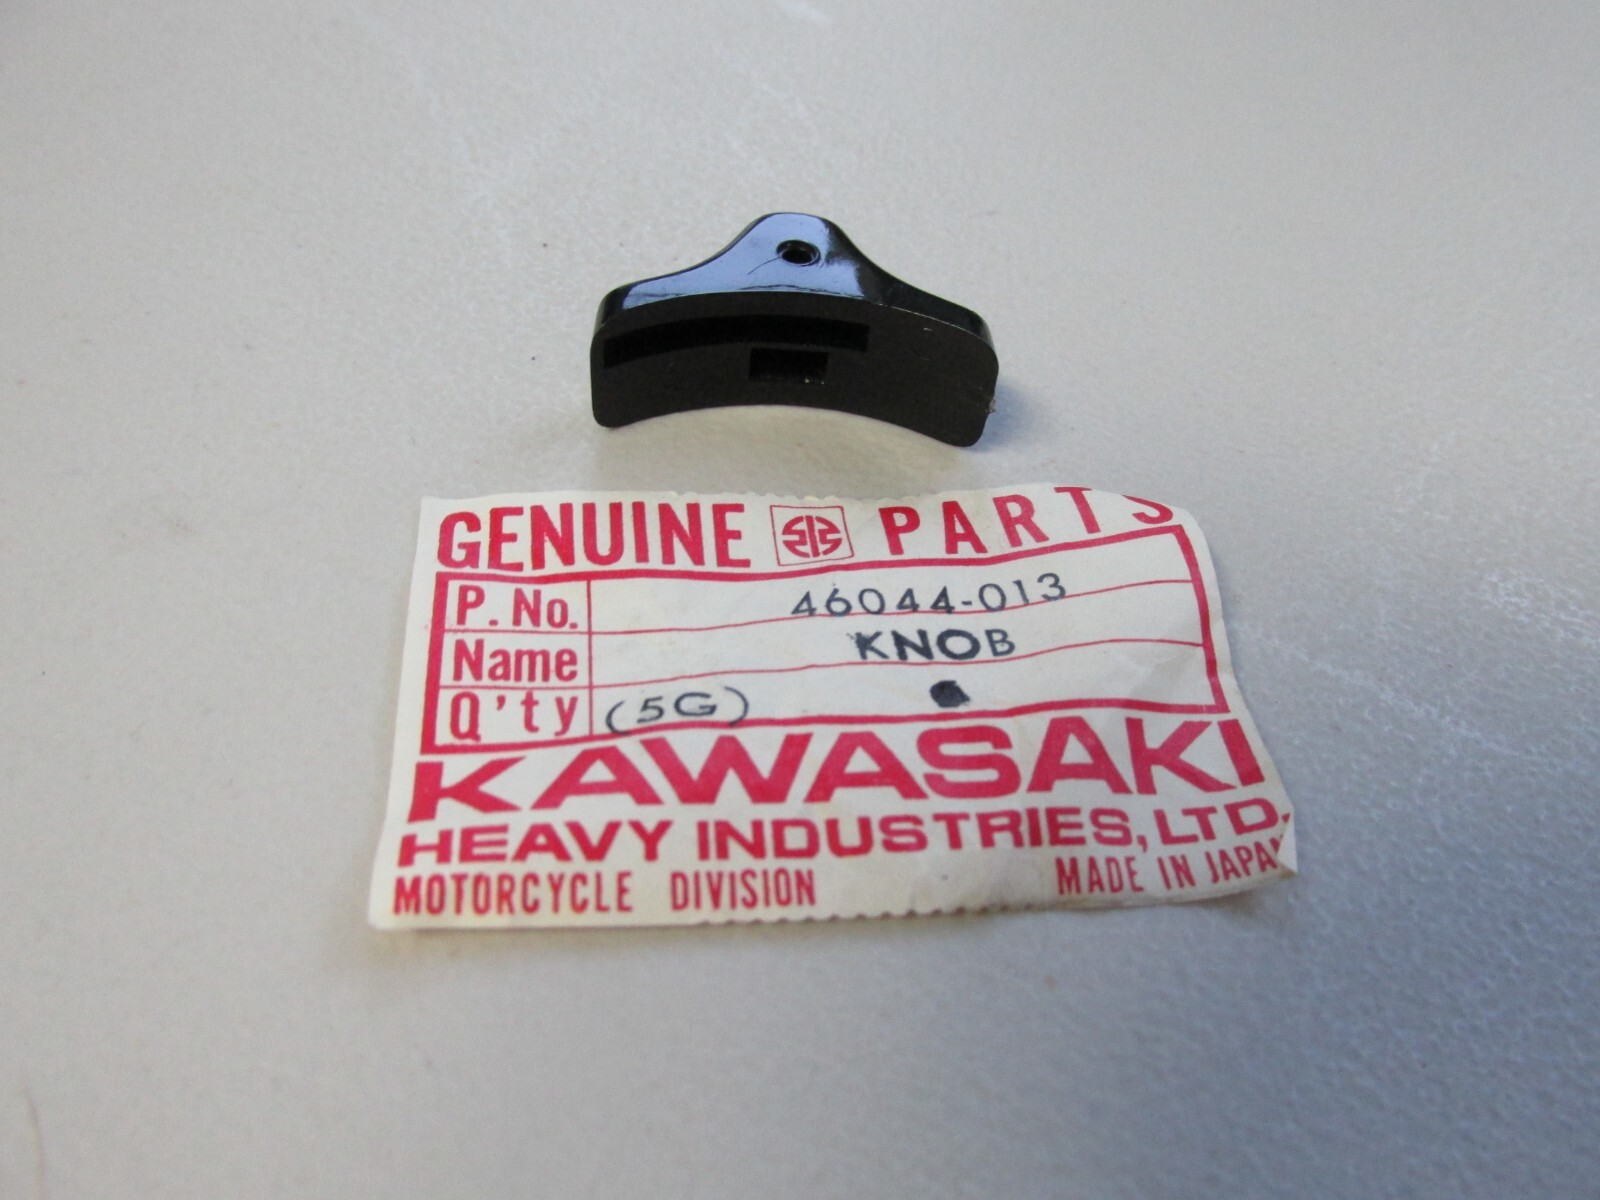 GENUINE PARTS
P. No. 46044-013
Name KNOB
Q'ty (5G)
KAWASAKI
HEAVY INDUSTRIES, LTD.
MOTORCYCLE DIVISION MADE IN JAPAN